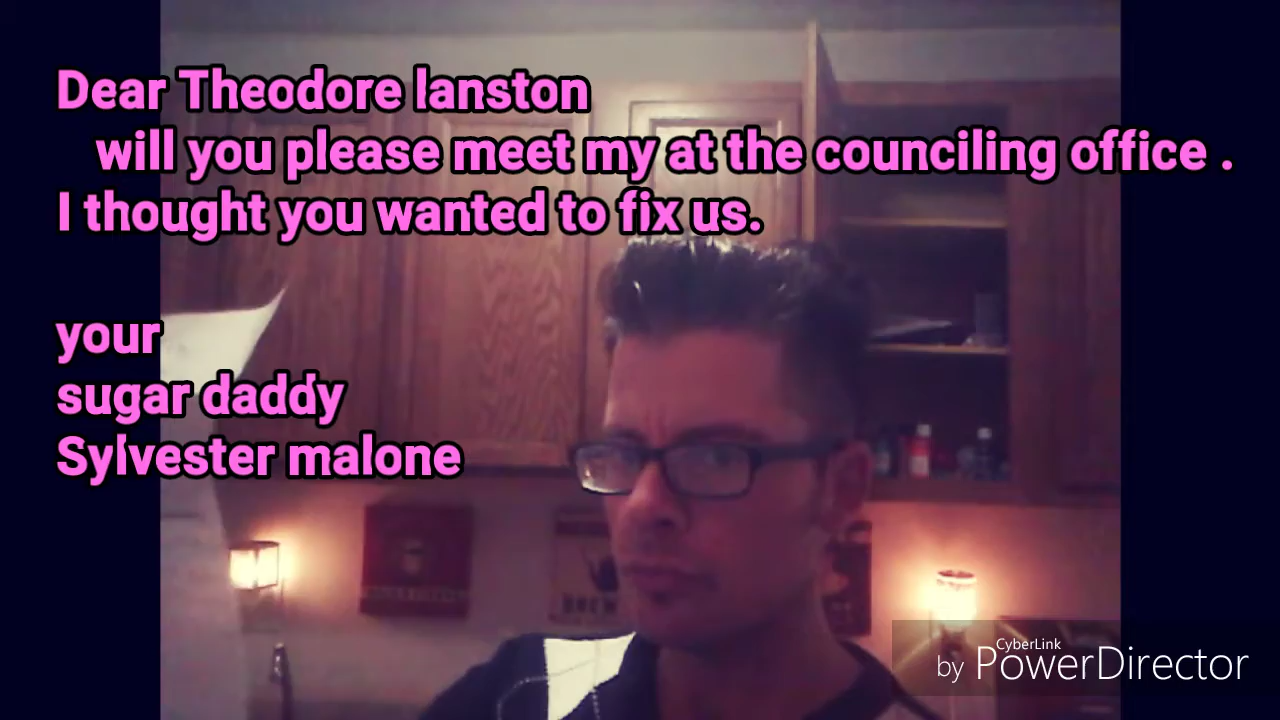 Dear Theodore lanston
will you please meet my at the counciling office .
I thought you wanted to fix us.
your
sugar daddy
Sylvester malone
BREW
CyberLink
by PowerDirector